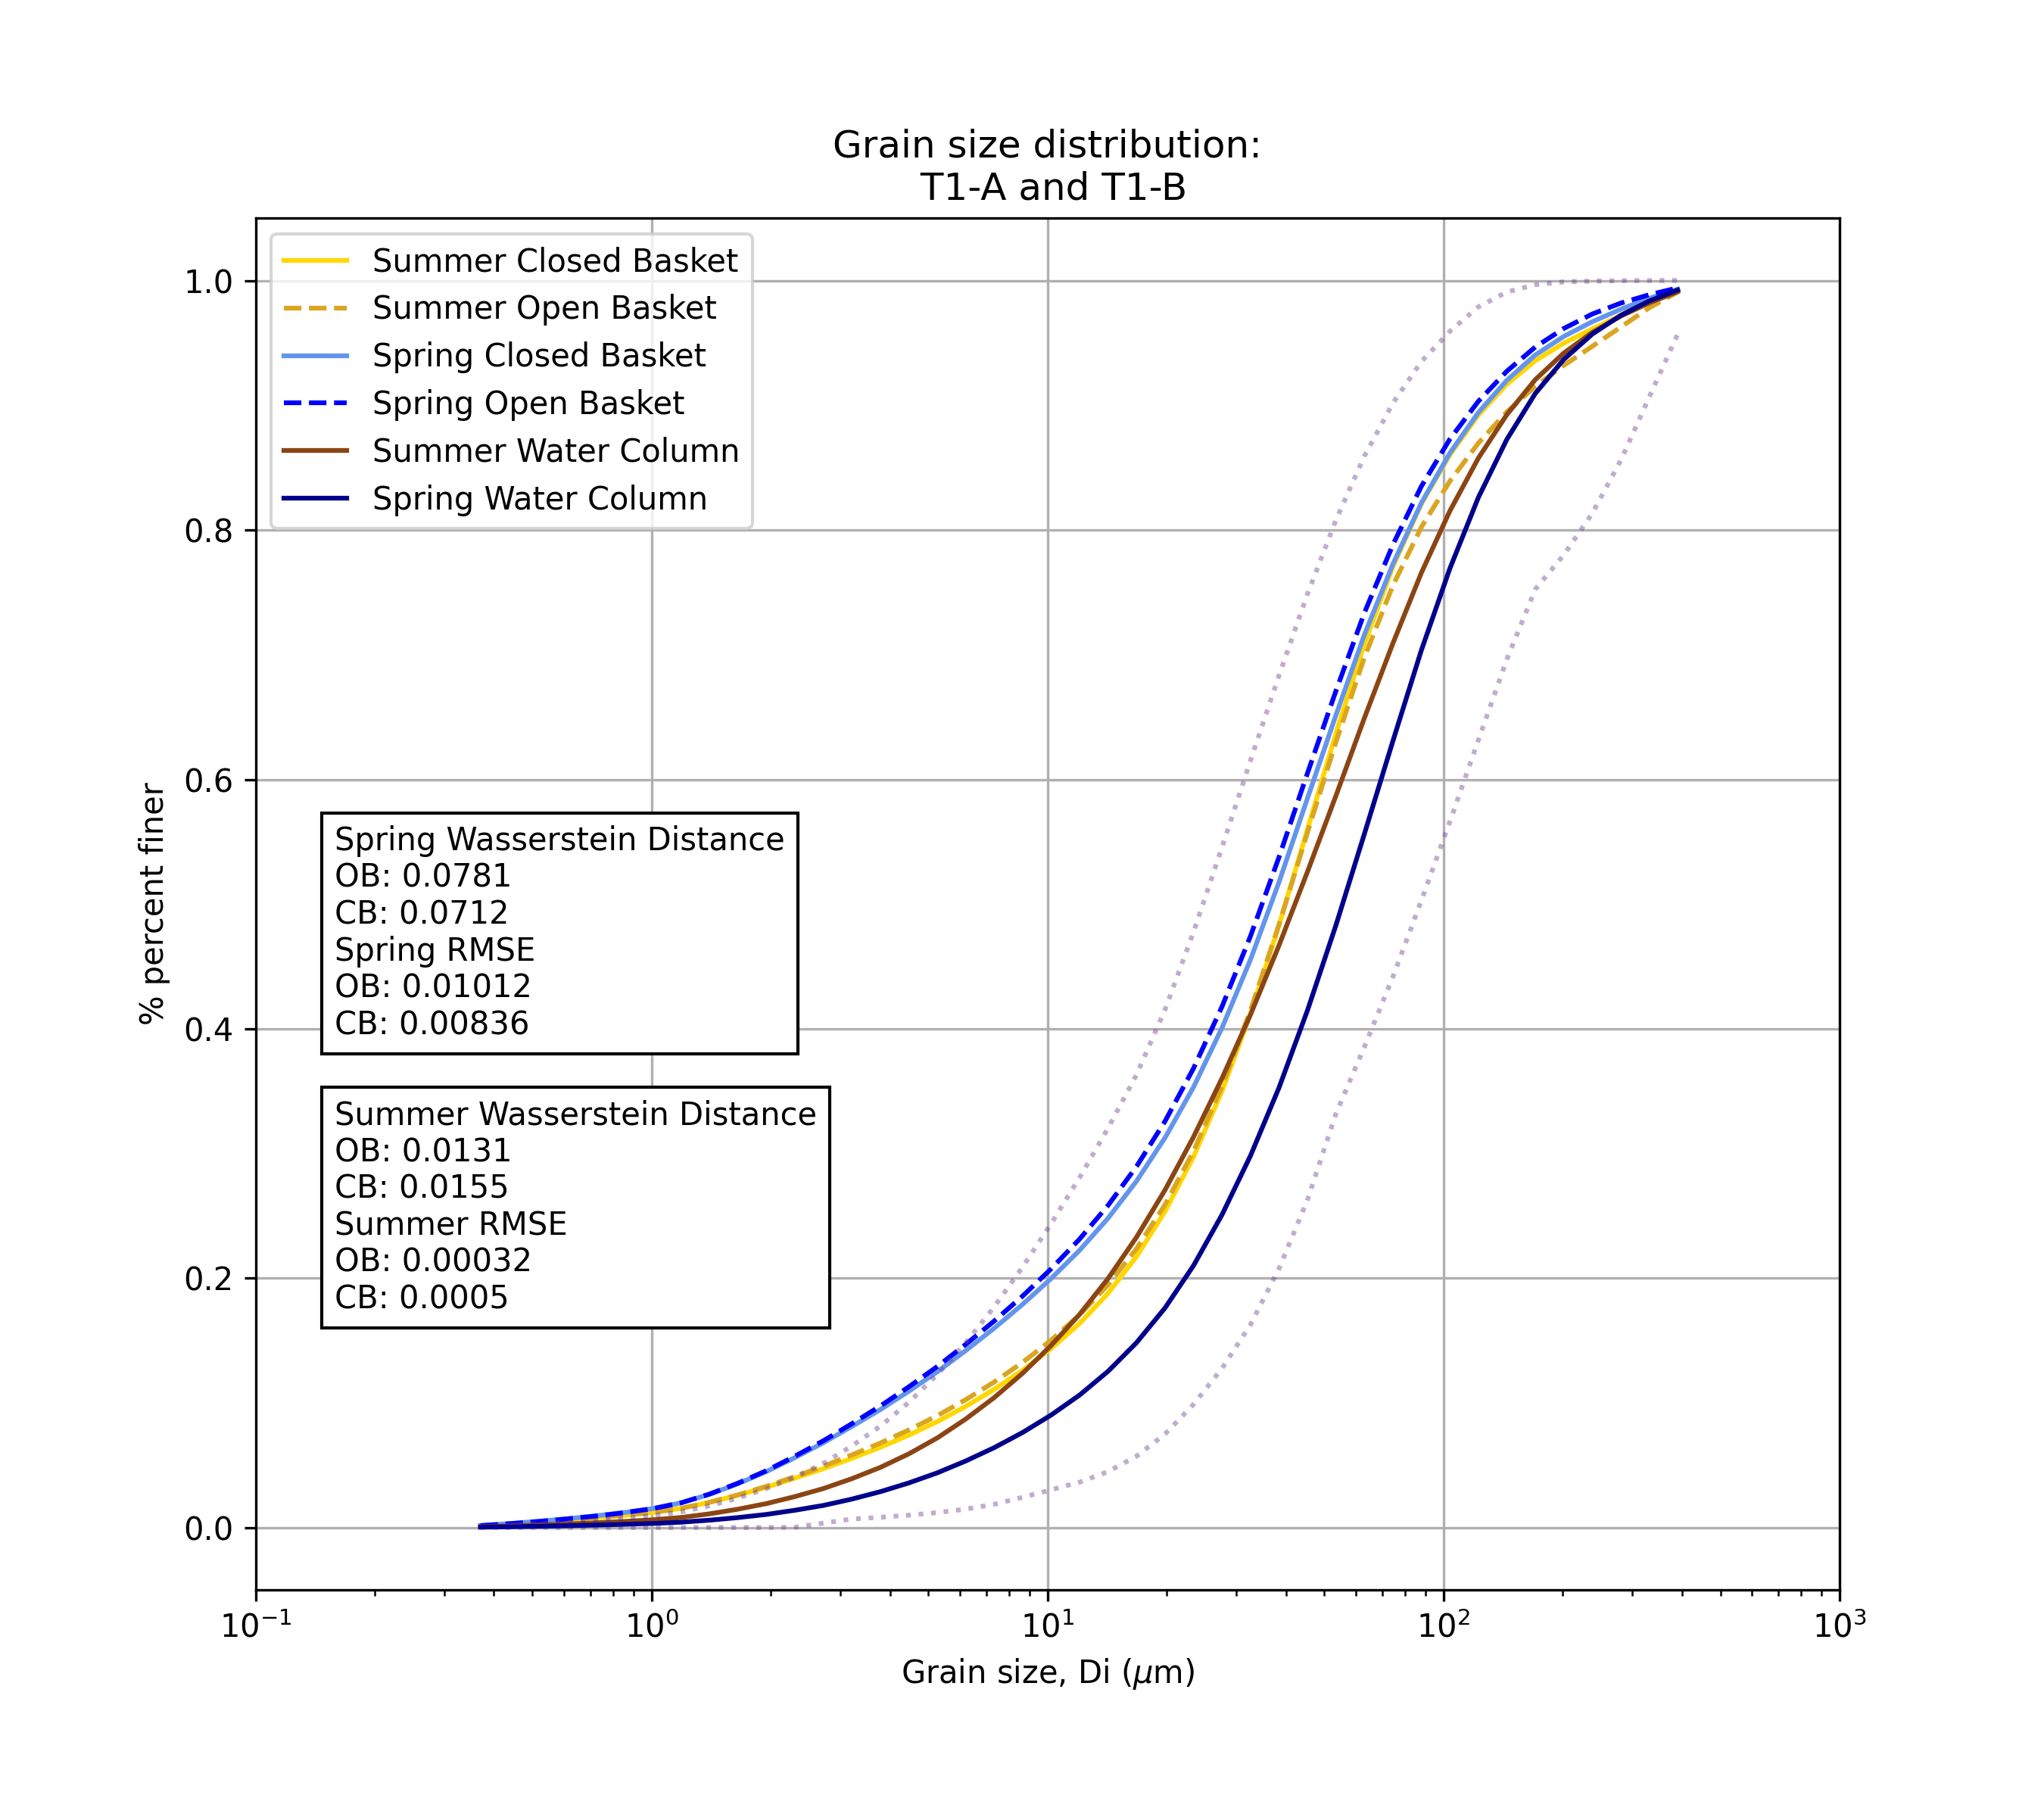 Grain size distribution:
T1-A and T1-B
Summer Closed Basket
Summer Open Basket
Spring Closed Basket
Spring Open Basket
Summer Water Column
Spring Water Column
1.0
0.8
0.6
0.4
0.2
0.0
% percent finer
Spring Wasserstein Distance
OB: 0.0781
CB: 0.0712
Spring RMSE
OB: 0.01012
CB: 0.00836
Summer Wasserstein Distance
OB: 0.0131
CB: 0.0155
Summer RMSE
OB: 0.00032
CB: 0.0005
10⁻¹ 10⁰ 10¹ 10² 10³
Grain size, Di (μm)